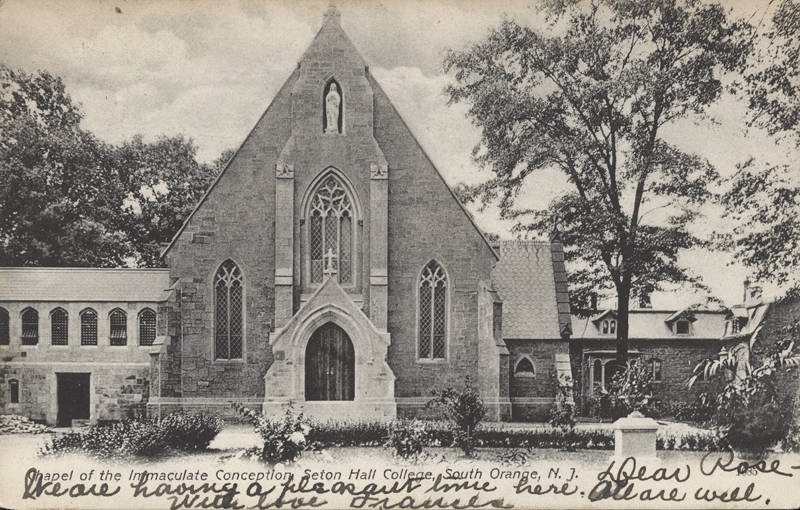 Chapel of the Immaculate Conception, Seton Hall College, South Orange, N. J.
Dear Rose-
We are having a pleasant time here. All are well.
With love Frances